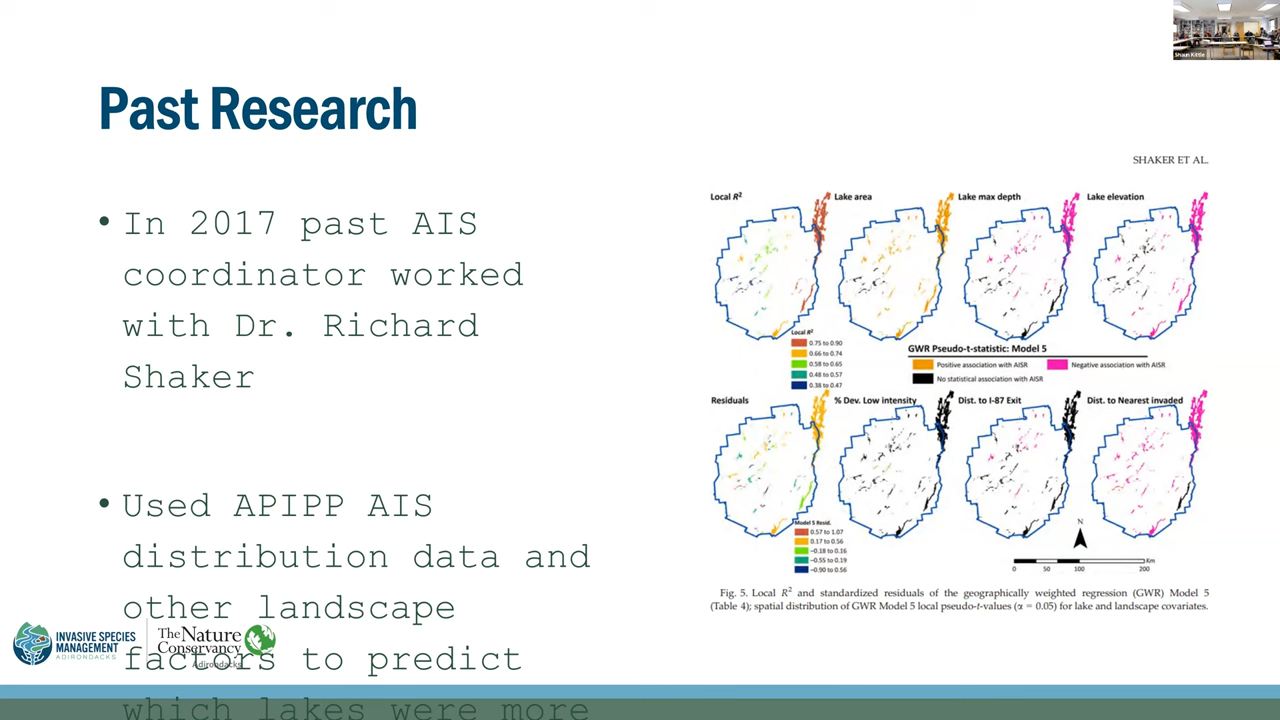 Shaun Kittle
Past Research
• In 2017 past AIS
coordinator worked
with Dr. Richard
Shaker
• Used APIPP AIS
distribution data and
other landscape
factors to predict
which lakes were more
SHAKER ET AL.
Local R²
Lake area
Lake max depth
Lake elevation
Local R²
0.75 to 0.90
0.66 to 0.74
0.58 to 0.65
0.48 to 0.57
0.38 to 0.47
GWR Pseudo-t-statistic: Model 5
Positive association with AISR
Negative association with AISR
No statistical association with AISR
Residuals
% Dev. Low intensity
Dist. to I-87 Exit
Dist. to Nearest invaded
Model 5 Resid.
0.57 to 1.07
0.17 to 0.56
−0.18 to 0.16
−0.55 to 0.19
−0.90 to 0.56
N
Km
0 50 100 200
Fig. 5. Local R² and standardized residuals of the geographically weighted regression (GWR) Model 5
(Table 4); spatial distribution of GWR Model 5 local pseudo-t-values (α = 0.05) for lake and landscape covariates.
INVASIVE SPECIES
MANAGEMENT
ADIRONDACKS
The Nature
Conservancy
Adirondacks